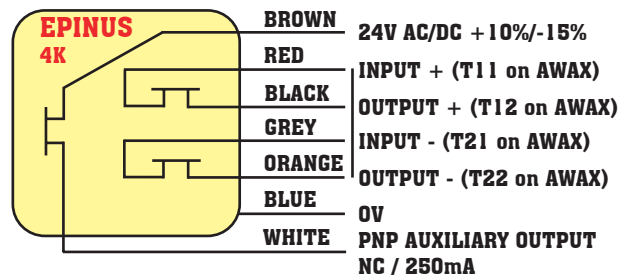 EPINUS
4K
BROWN 24V AC/DC +10%/-15%
RED INPUT + (T11 on AWAX)
BLACK OUTPUT + (T12 on AWAX)
GREY INPUT - (T21 on AWAX)
ORANGE OUTPUT - (T22 on AWAX)
BLUE 0V
WHITE PNP AUXILIARY OUTPUT
NC / 250mA